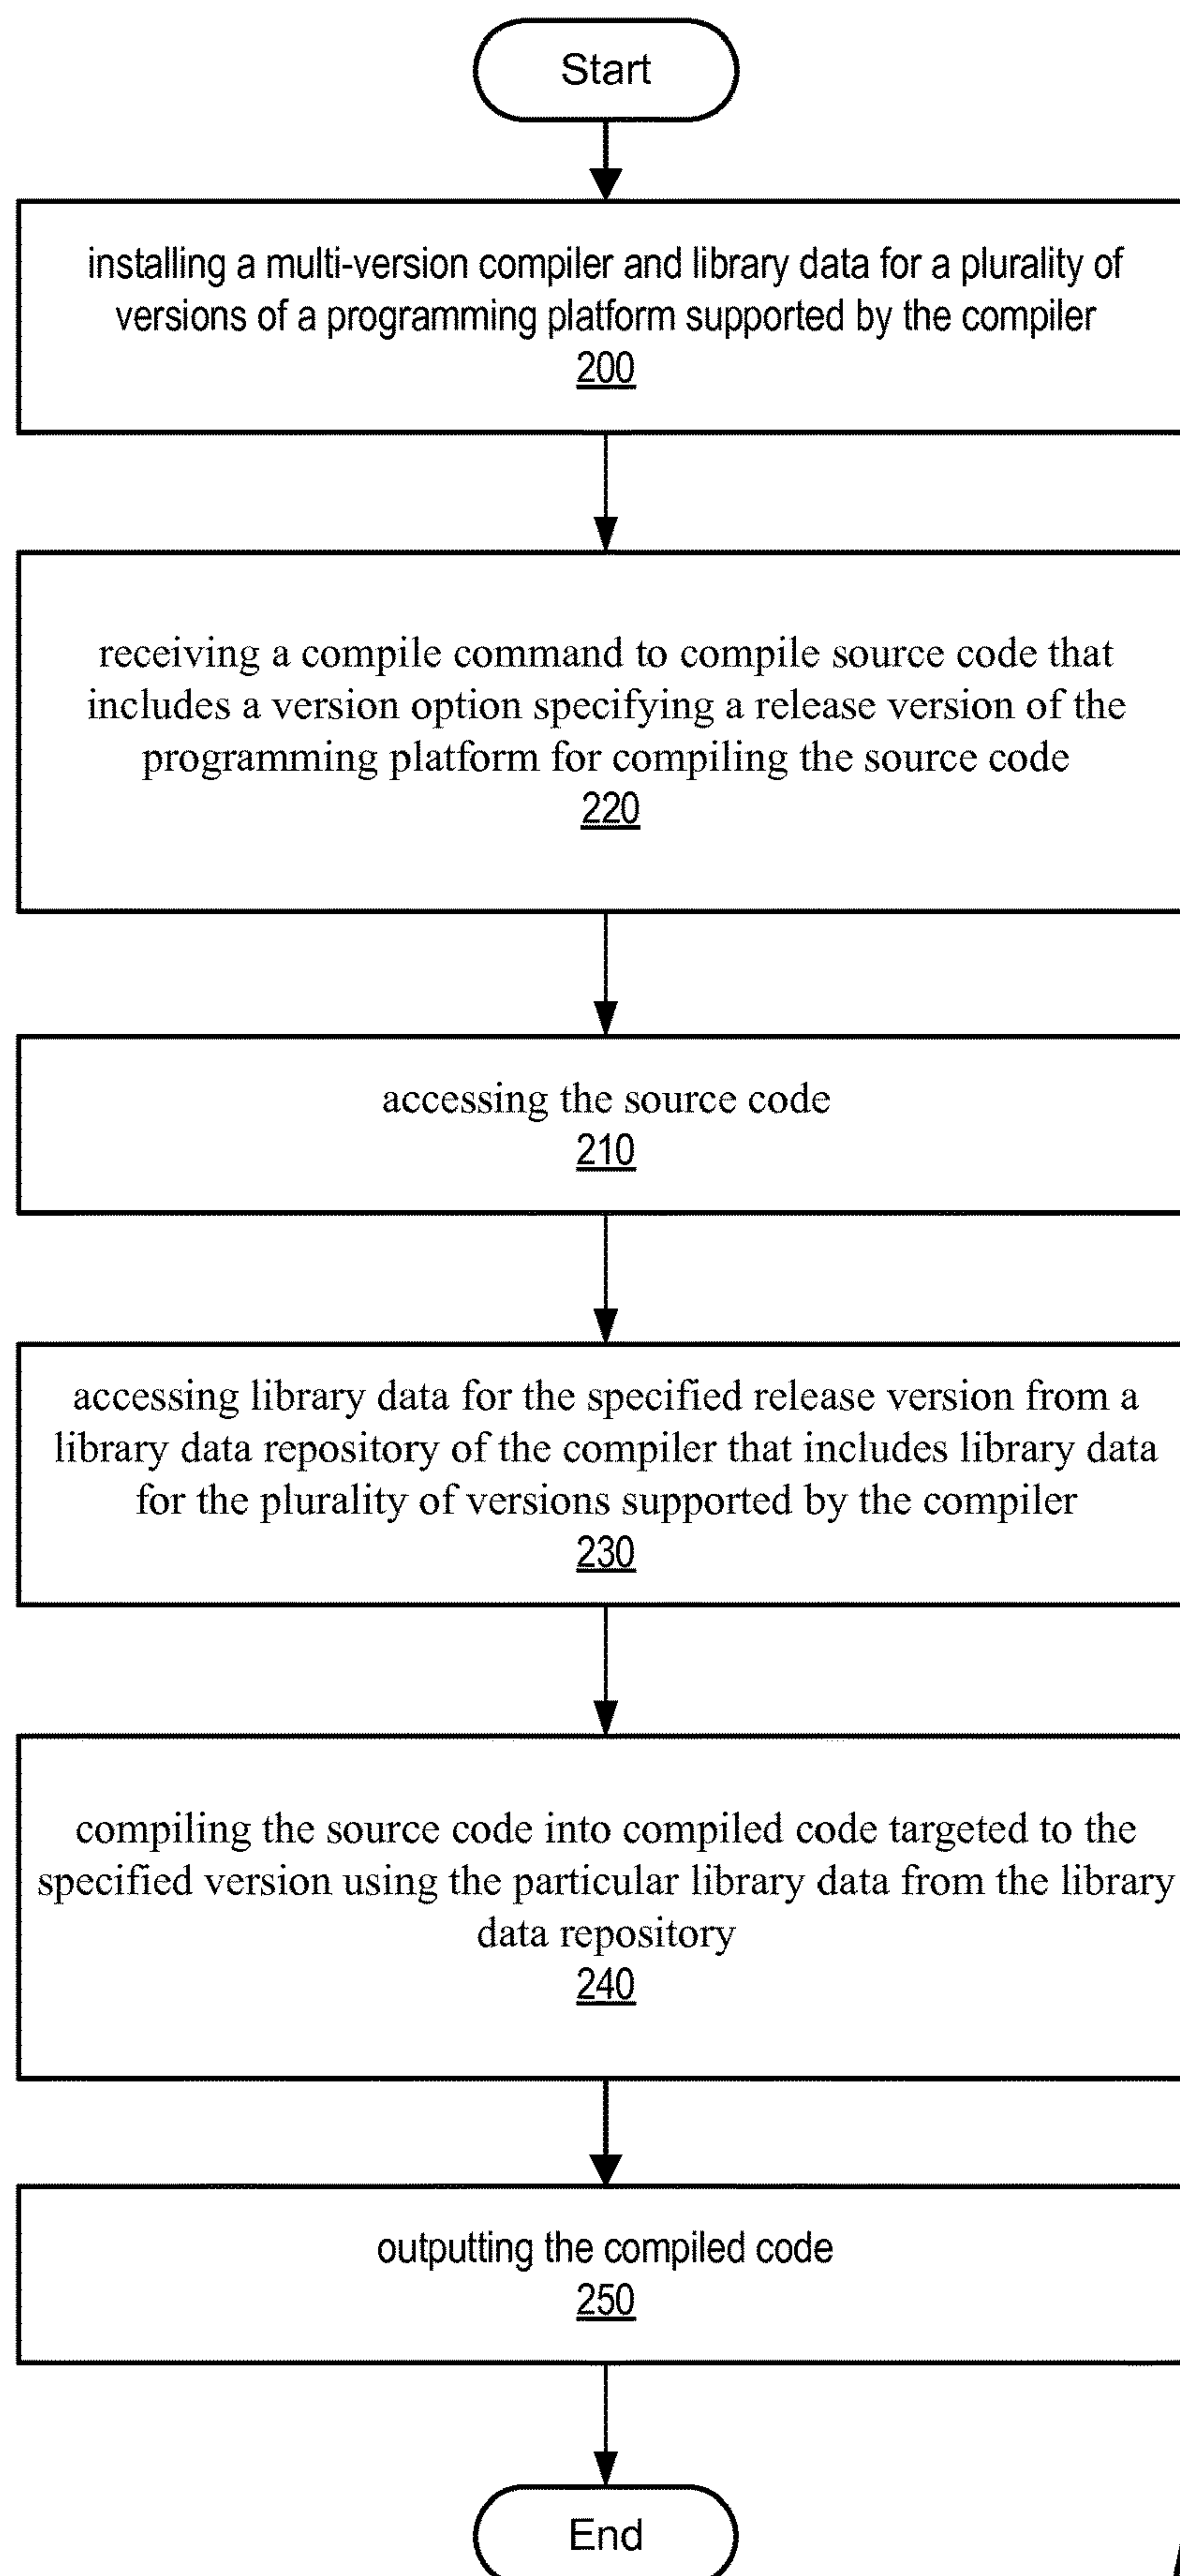 Start
installing a multi-version compiler and library data for a plurality of
versions of a programming platform supported by the compiler
200
receiving a compile command to compile source code that
includes a version option specifying a release version of the
programming platform for compiling the source code
220
accessing the source code
210
accessing library data for the specified release version from a
library data repository of the compiler that includes library data
for the plurality of versions supported by the compiler
230
compiling the source code into compiled code targeted to the
specified version using the particular library data from the library
data repository
240
outputting the compiled code
250
End